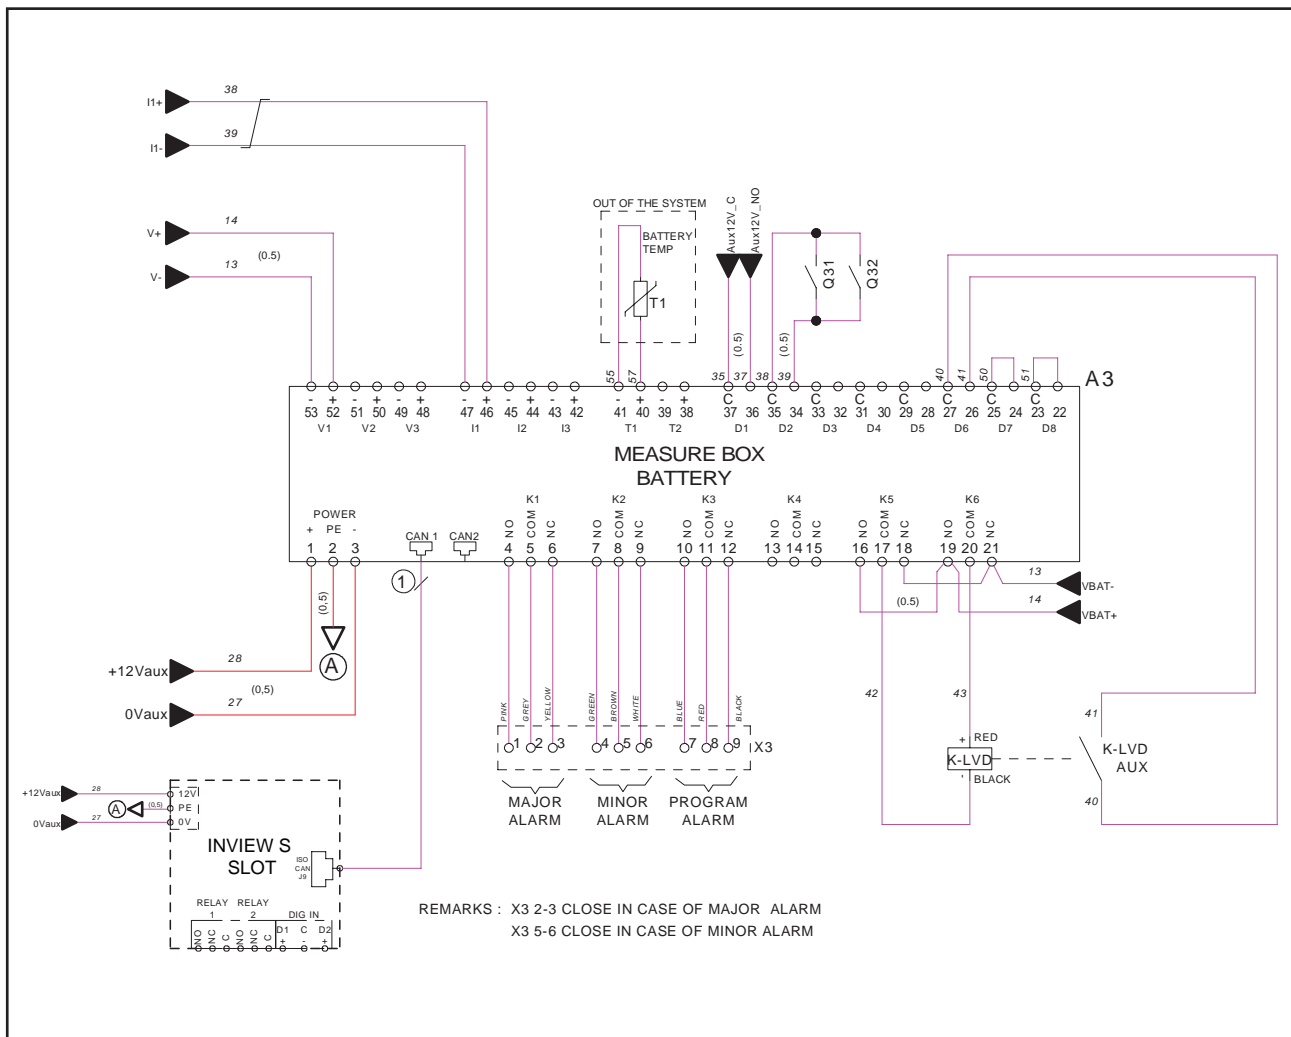 I1+ 38
I1- 39
V+ 14
(0.5)
V- 13
OUT OF THE SYSTEM
BATTERY
TEMP
T1
Aux12V_C
Aux12V_NO
Q31
Q32
(0.5)
(0.5)
55 57 35 37 38 39 40 41 50 51
A3
- + - + - + - + - + - + - + - + C C C C C C C C
53 52 51 50 49 48 47 46 45 44 43 42 41 40 39 38 37 36 35 34 33 32 31 30 29 28 27 26 25 24 23 22
V1 V2 V3 I1 I2 I3 T1 T2 D1 D2 D3 D4 D5 D6 D7 D8
MEASURE BOX
BATTERY
POWER
+ PE -
1 2 3
CAN 1 CAN2
K1 K2 K3 K4 K5 K6
NO COM NC NO COM NC NO COM NC NO COM NC NO COM NC NO COM NC
4 5 6 7 8 9 10 11 12 13 14 15 16 17 18 19 20 21
1
(0,5)
A
+12Vaux 28
(0,5)
0Vaux 27
13 VBAT-
(0.5)
14 VBAT+
42 43
PINK GREY YELLOW GREEN BROWN WHITE BLUE RED BLACK
1 2 3 4 5 6 7 8 9 X3
MAJOR
ALARM
MINOR
ALARM
PROGRAM
ALARM
+ RED
K-LVD
- BLACK
41
K-LVD
AUX
40
+12Vaux 28 12V
A (0,5) PE
0Vaux 27 0V
INVIEW S
SLOT
ISO
CAN
J9
RELAY RELAY
1 2 DIG IN
NO NC C NO NC C D1 C D2
+ - +
REMARKS : X3 2-3 CLOSE IN CASE OF MAJOR ALARM
X3 5-6 CLOSE IN CASE OF MINOR ALARM